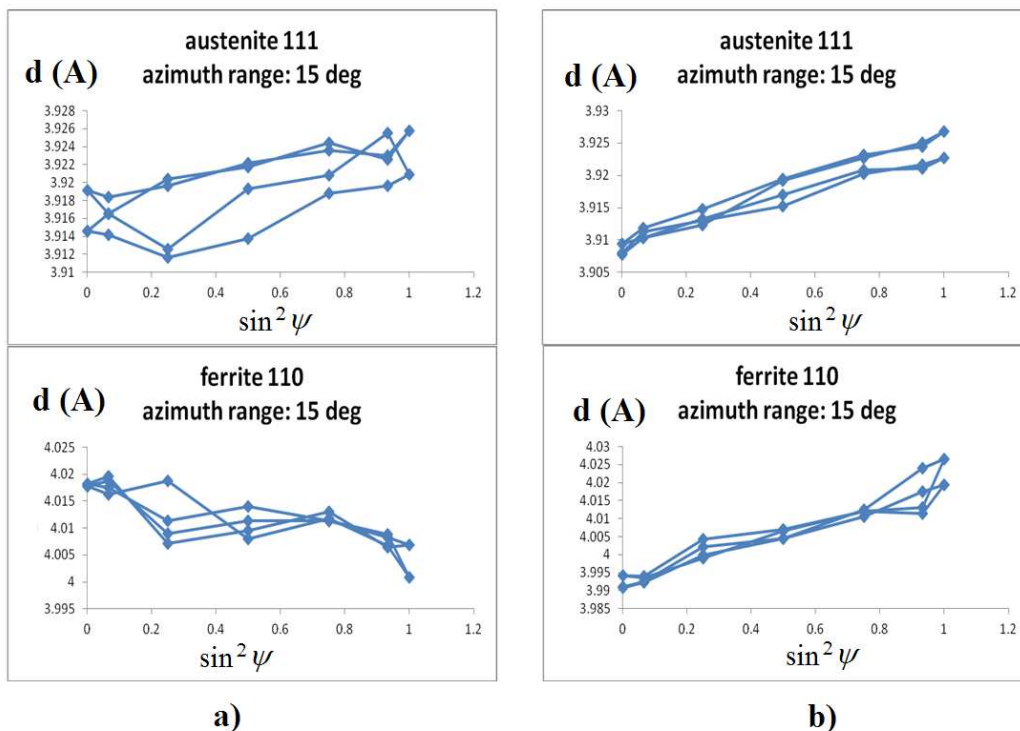 austenite 111
d (A)
azimuth range: 15 deg
3.928
3.926
3.924
3.922
3.92
3.918
3.916
3.914
3.912
3.91
0 0.2 0.4 0.6 0.8 1 1.2
sin² ψ
ferrite 110
d (A)
azimuth range: 15 deg
4.025
4.02
4.015
4.01
4.005
4
3.995
0 0.2 0.4 0.6 0.8 1 1.2
sin² ψ
a)
austenite 111
d (A)
azimuth range: 15 deg
3.93
3.925
3.92
3.915
3.91
3.905
0 0.2 0.4 0.6 0.8 1 1.2
sin² ψ
ferrite 110
d (A)
azimuth range: 15 deg
4.03
4.025
4.02
4.015
4.01
4.005
4
3.995
3.99
3.985
0 0.2 0.4 0.6 0.8 1 1.2
sin² ψ
b)